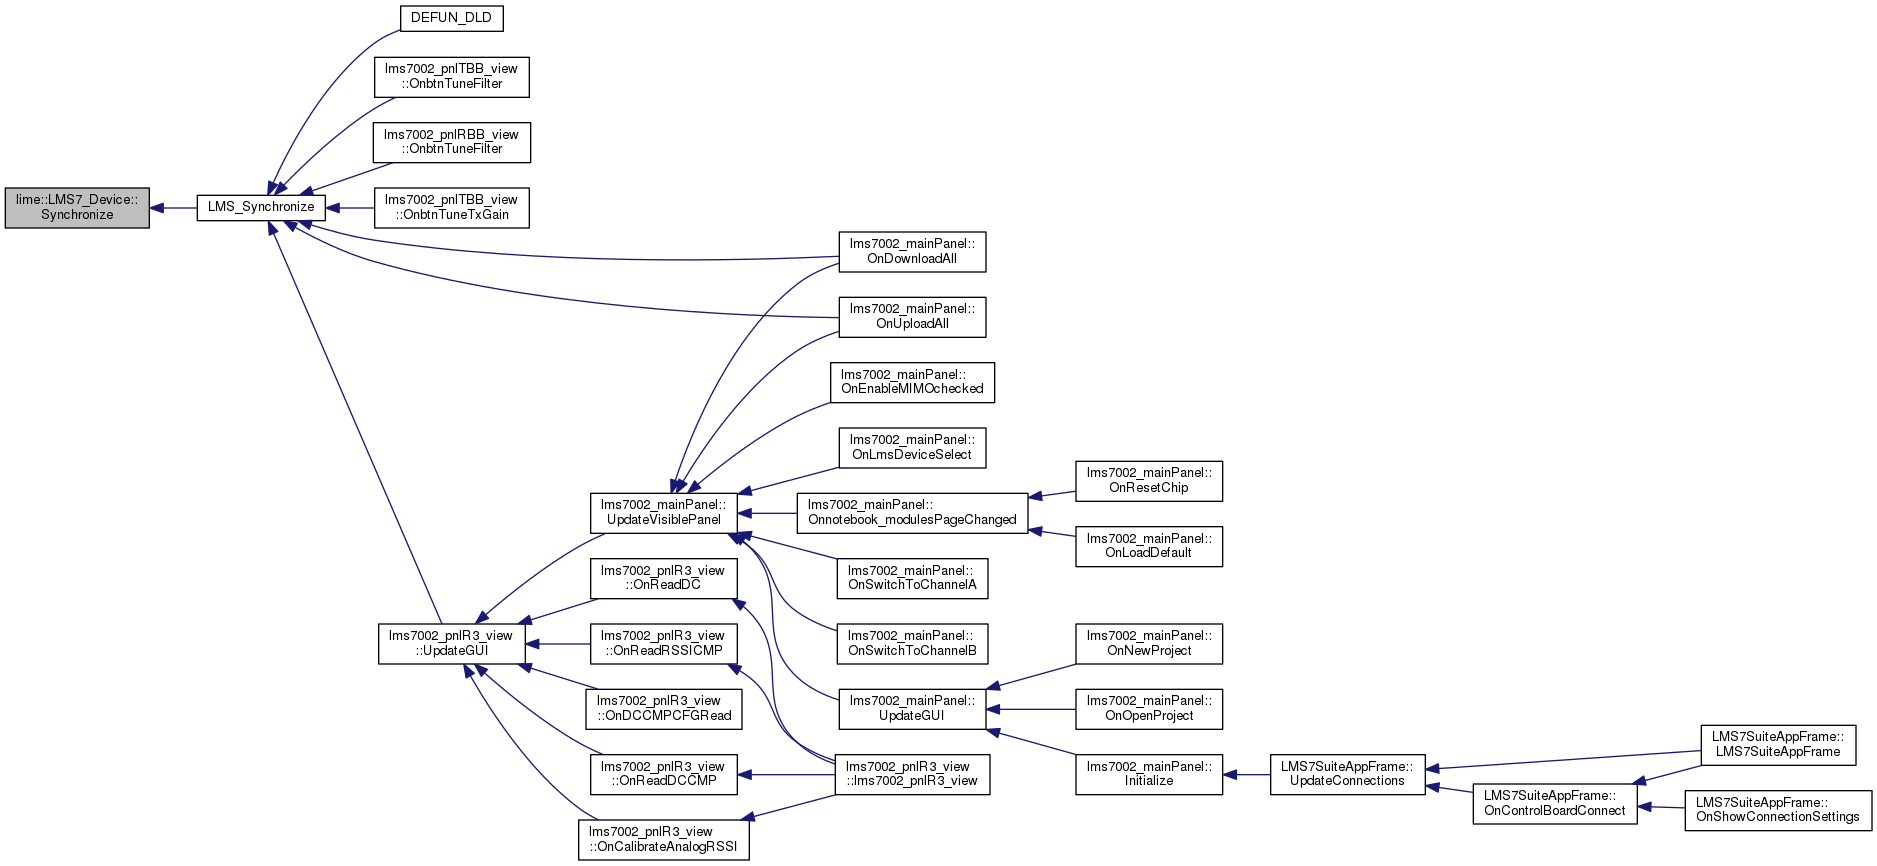 lime::LMS7_Device::
Synchronize
LMS_Synchronize
DEFUN_DLD
lms7002_pnlTBB_view
::OnbtnTuneFilter
lms7002_pnlRBB_view
::OnbtnTuneFilter
lms7002_pnlTBB_view
::OnbtnTuneTxGain
lms7002_mainPanel::
OnDownloadAll
lms7002_mainPanel::
OnUploadAll
lms7002_pnlR3_view
::UpdateGUI
lms7002_mainPanel::
UpdateVisiblePanel
lms7002_mainPanel::
OnEnableMIMOchecked
lms7002_mainPanel::
OnLmsDeviceSelect
lms7002_mainPanel::
Onnotebook_modulesPageChanged
lms7002_mainPanel::
OnResetChip
lms7002_mainPanel::
OnLoadDefault
lms7002_mainPanel::
OnSwitchToChannelA
lms7002_mainPanel::
OnSwitchToChannelB
lms7002_mainPanel::
UpdateGUI
lms7002_mainPanel::
OnNewProject
lms7002_mainPanel::
OnOpenProject
lms7002_mainPanel::
Initialize
LMS7SuiteAppFrame::
UpdateConnections
LMS7SuiteAppFrame::
LMS7SuiteAppFrame
LMS7SuiteAppFrame::
OnControlBoardConnect
LMS7SuiteAppFrame::
OnShowConnectionSettings
lms7002_pnlR3_view
::OnReadDC
lms7002_pnlR3_view
::OnReadRSSICMP
lms7002_pnlR3_view
::OnDCCMPCFGRead
lms7002_pnlR3_view
::OnReadDCCMP
lms7002_pnlR3_view
::lms7002_pnlR3_view
lms7002_pnlR3_view
::OnCalibrateAnalogRSSI